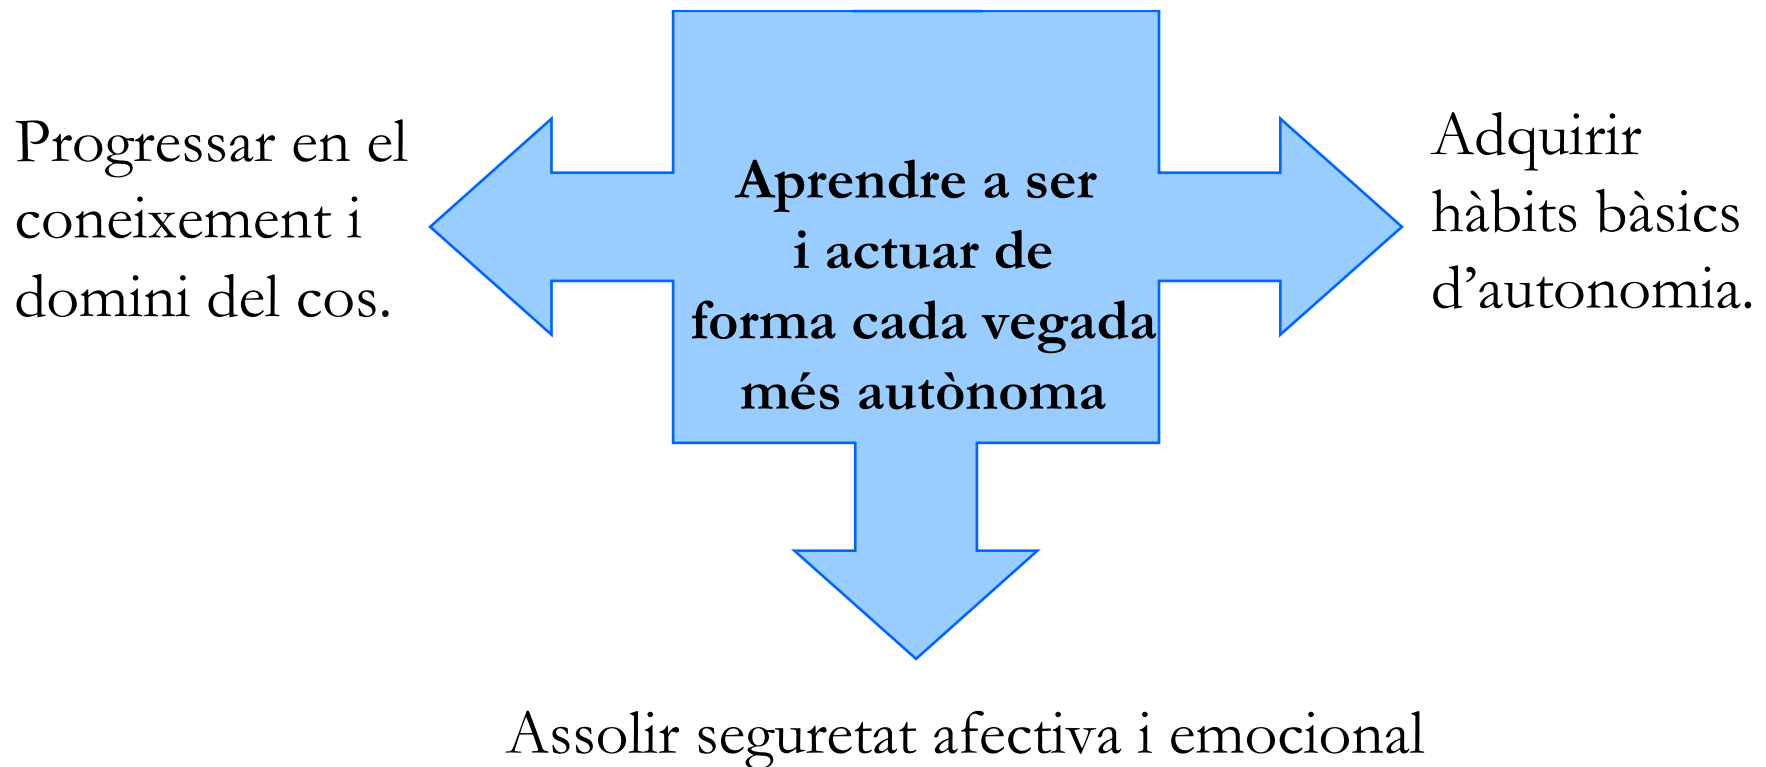 Progressar en el
coneixement i
domini del cos.
Aprendre a ser
i actuar de
forma cada vegada
més autònoma
Adquirir
hàbits bàsics
d’autonomia.
Assolir seguretat afectiva i emocional